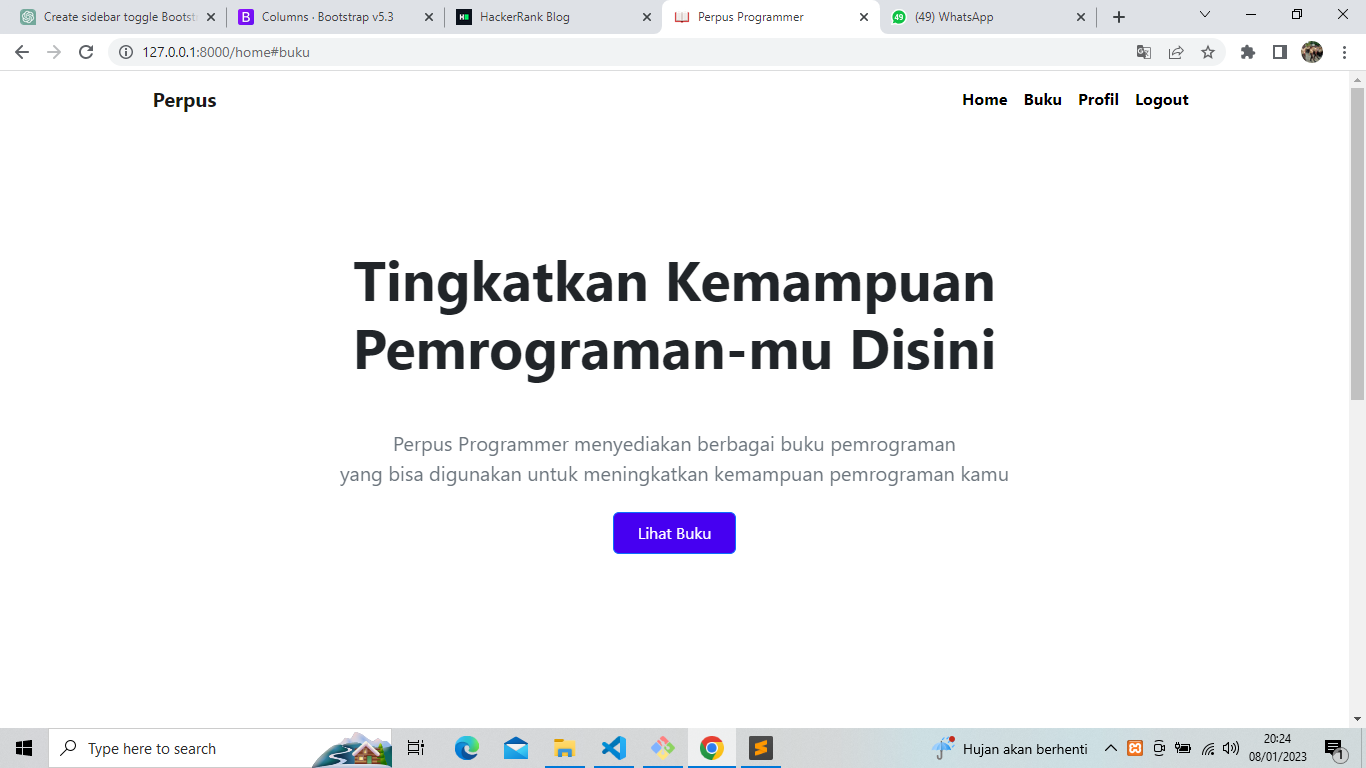 Create sidebar toggle Bootst
Columns · Bootstrap v5.3
HackerRank Blog
Perpus Programmer
(49) WhatsApp
127.0.0.1:8000/home#buku
Perpus
Home Buku Profil Logout
Tingkatkan Kemampuan
Pemrograman-mu Disini
Perpus Programmer menyediakan berbagai buku pemrograman
yang bisa digunakan untuk meningkatkan kemampuan pemrograman kamu
Lihat Buku
Type here to search
Hujan akan berhenti
20:24
08/01/2023
1